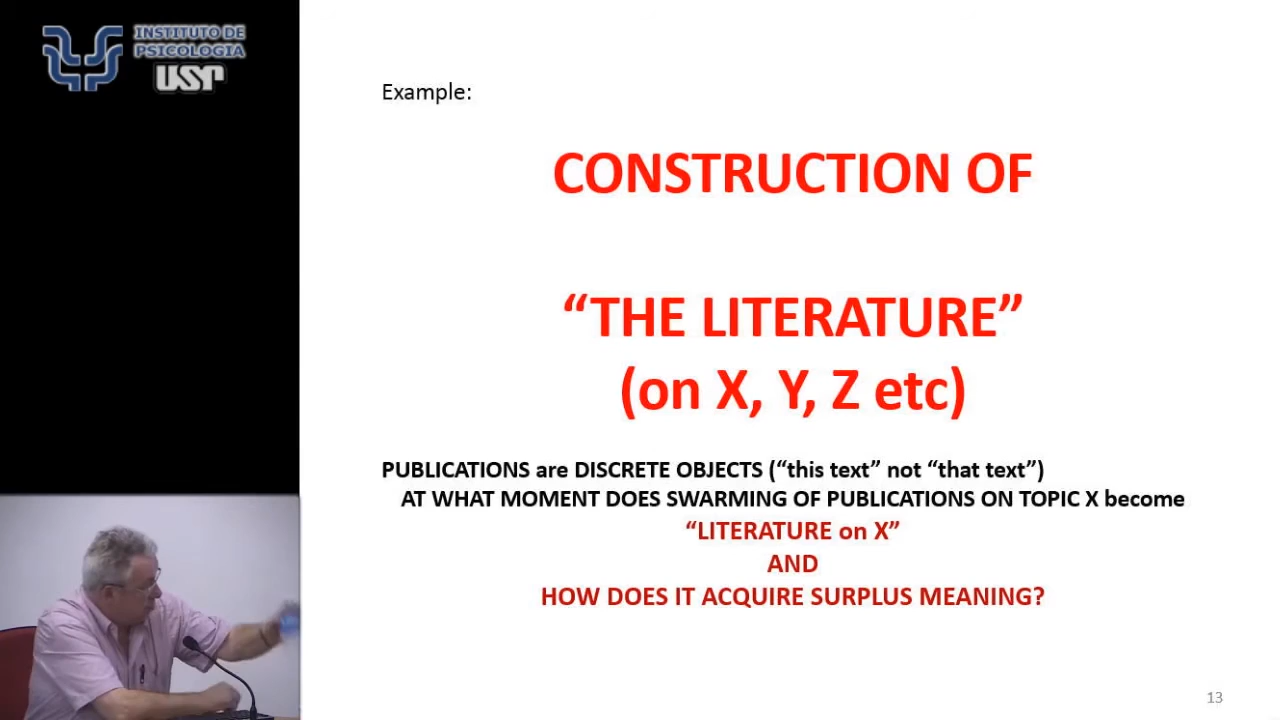 INSTITUTO DE
PSICOLOGIA
USP
Example:
CONSTRUCTION OF
“THE LITERATURE”
(on X, Y, Z etc)
PUBLICATIONS are DISCRETE OBJECTS (“this text” not “that text”)
AT WHAT MOMENT DOES SWARMING OF PUBLICATIONS ON TOPIC X become
“LITERATURE on X”
AND
HOW DOES IT ACQUIRE SURPLUS MEANING?
13